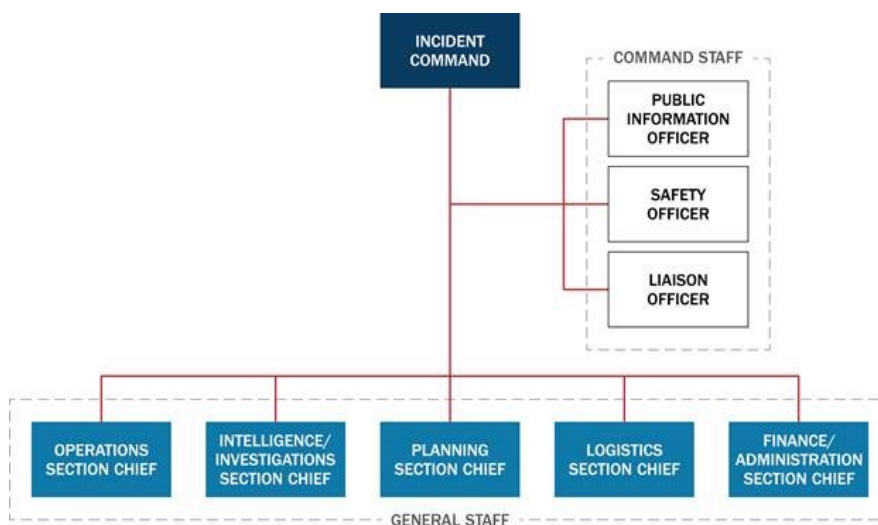 INCIDENT
COMMAND
COMMAND STAFF
PUBLIC
INFORMATION
OFFICER
SAFETY
OFFICER
LIAISON
OFFICER
OPERATIONS
SECTION CHIEF
INTELLIGENCE/
INVESTIGATIONS
SECTION CHIEF
PLANNING
SECTION CHIEF
LOGISTICS
SECTION CHIEF
FINANCE/
ADMINISTRATION
SECTION CHIEF
GENERAL STAFF